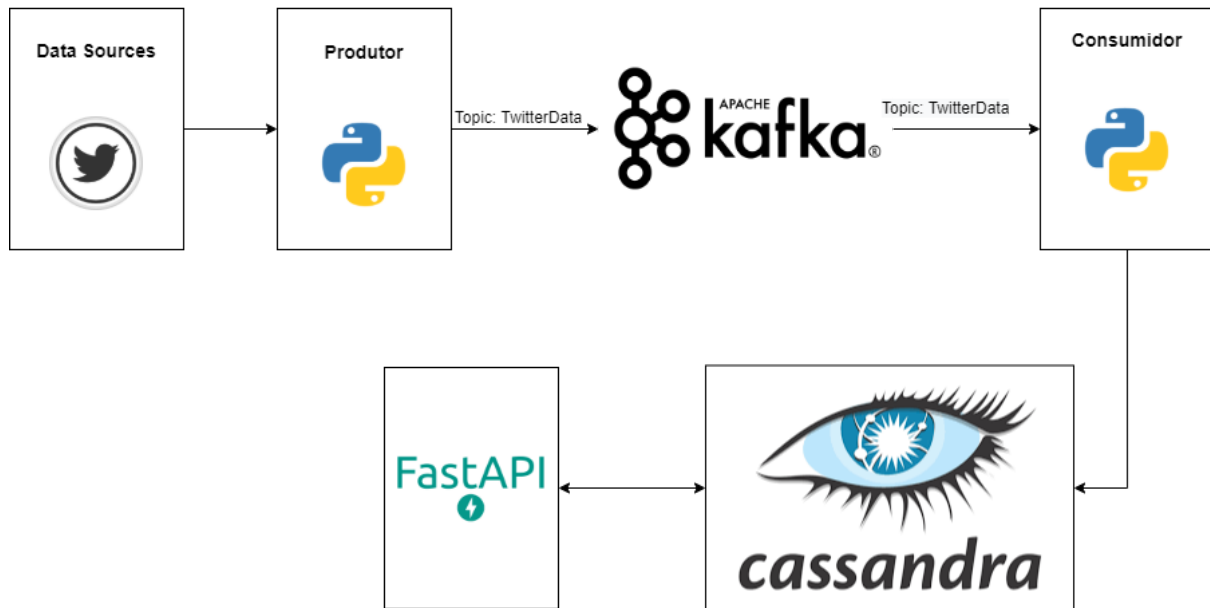 Data Sources
Produtor
Topic: TwitterData
APACHE
kafka®
Topic: TwitterData
Consumidor
FastAPI
cassandra